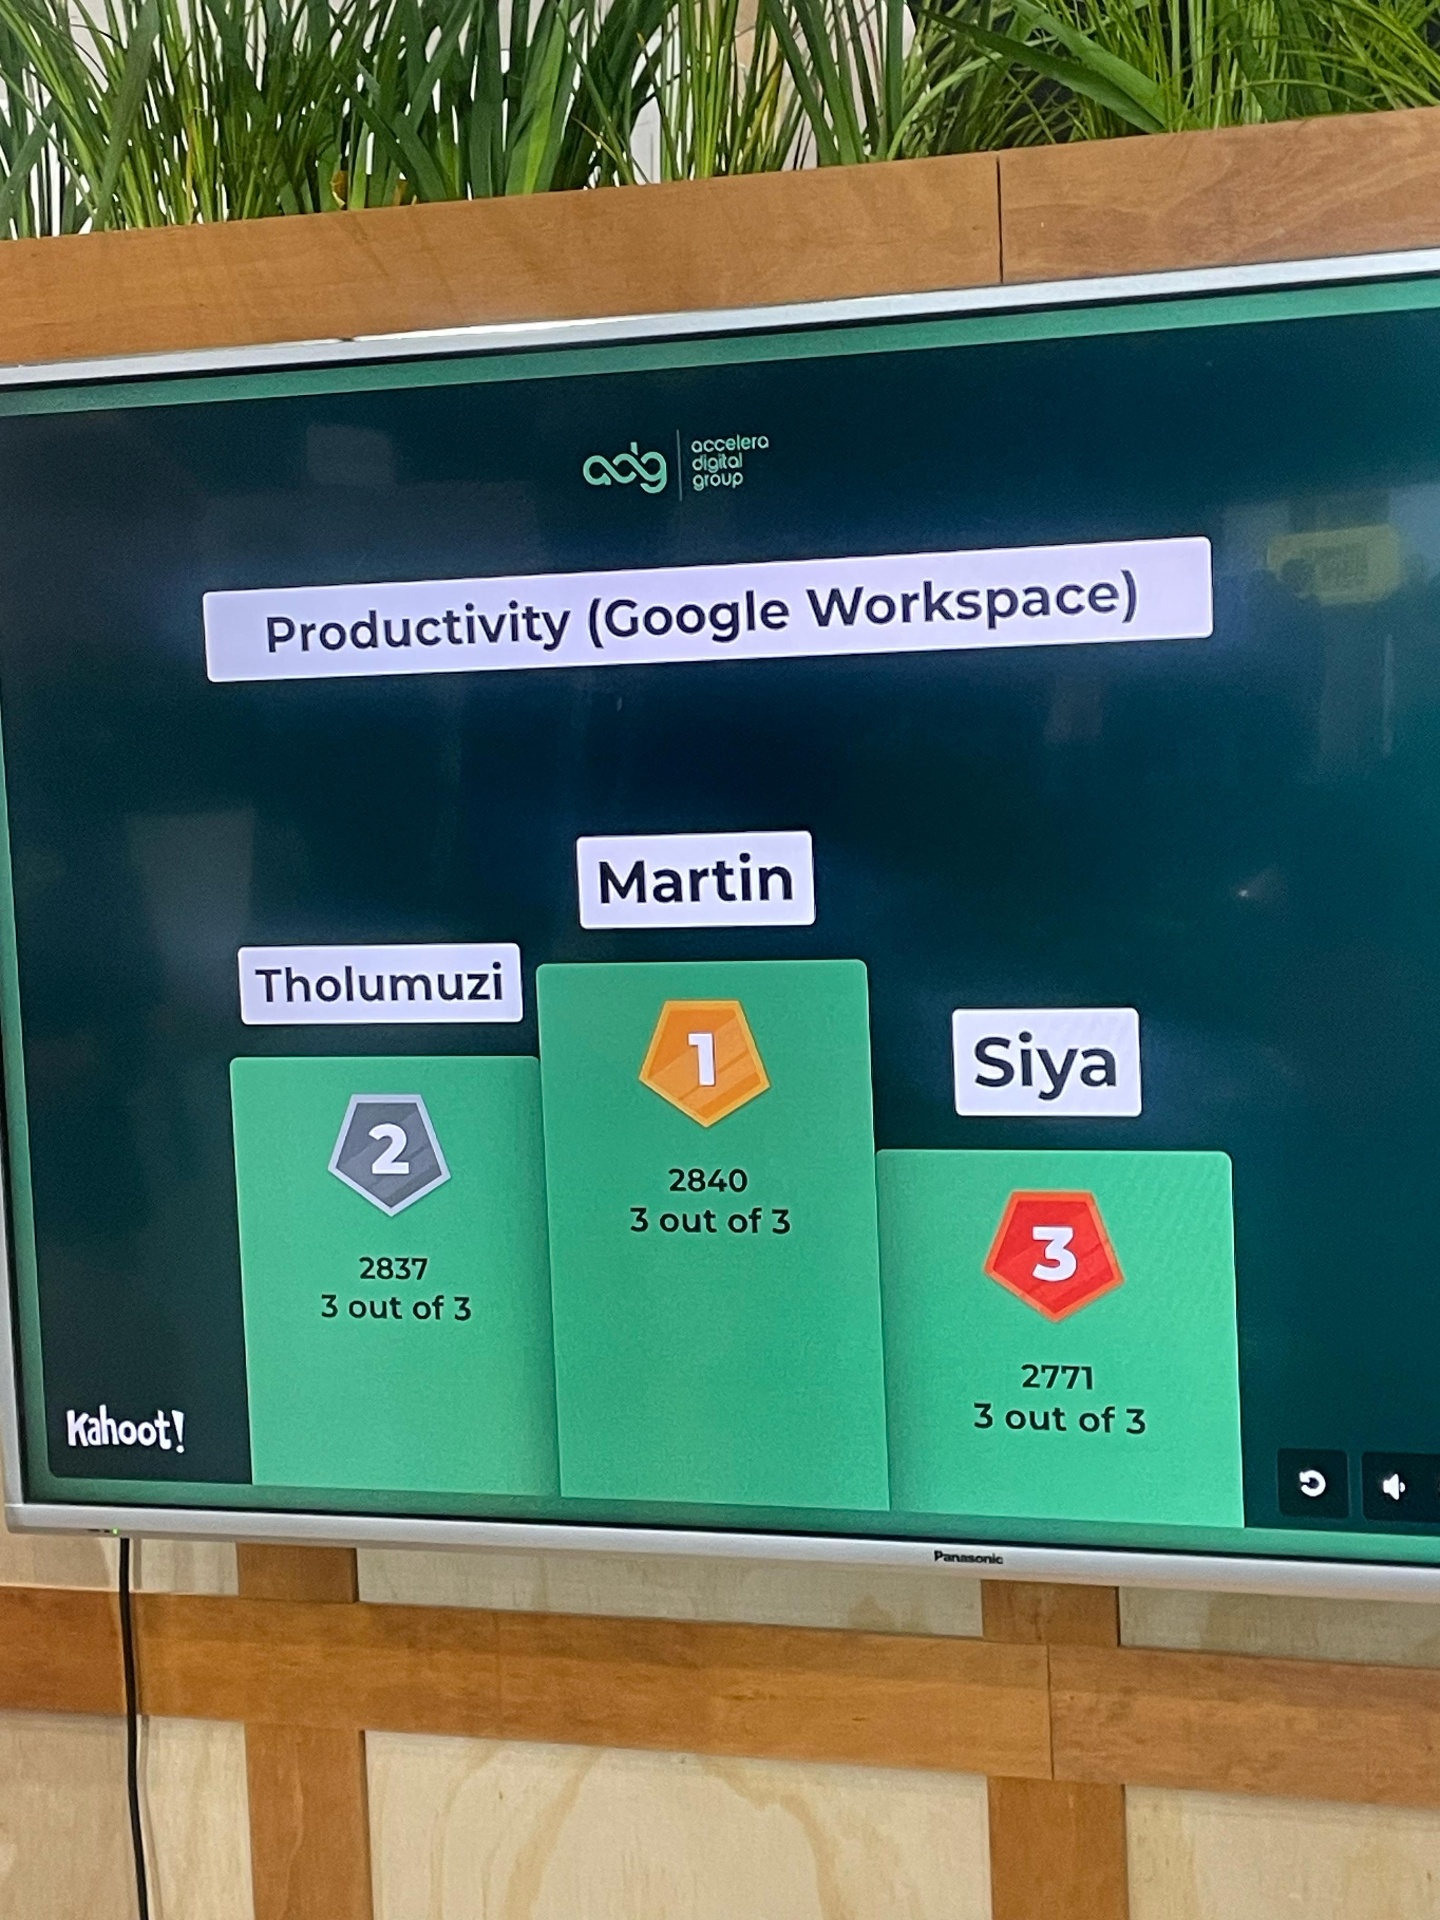 adg
accelera
digital
group
Productivity (Google Workspace)
Martin
Tholumuzi
Siya
1
2
3
2840
3 out of 3
2837
3 out of 3
2771
3 out of 3
Kahoot!
Panasonic